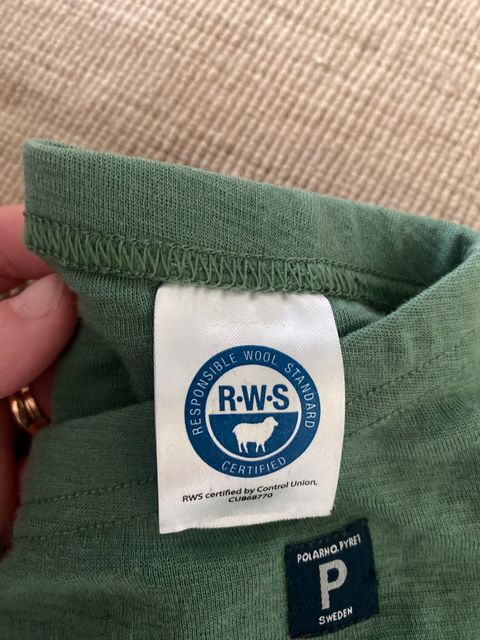 RESPONSIBLE WOOL STANDARD
R·W·S
CERTIFIED
RWS certified by Control Union,
CU868770
POLARN O. PYRET
P
SWEDEN